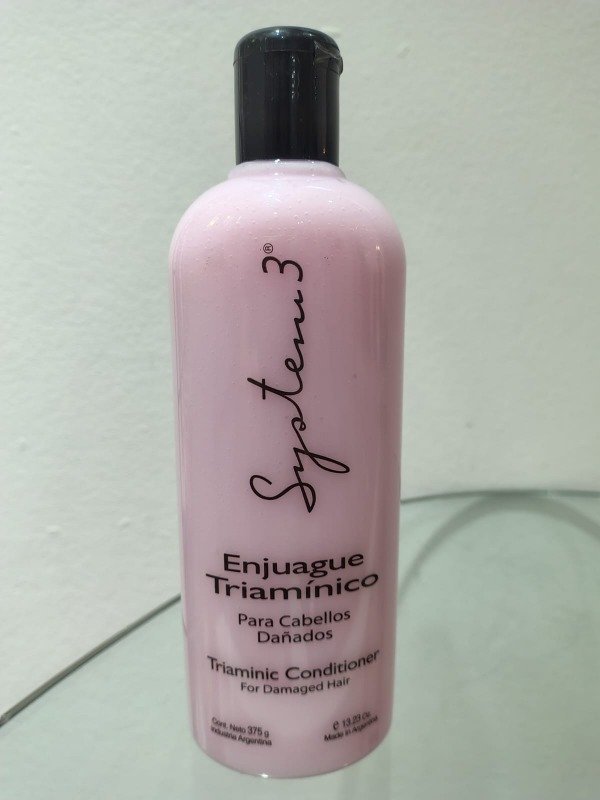 System 3®
Enjuague
Triamínico
Para Cabellos
Dañados
Triaminic Conditioner
For Damaged Hair
Cont. Neto 375 g
Industria Argentina
e 13.23 Oz.
Made in Argentina